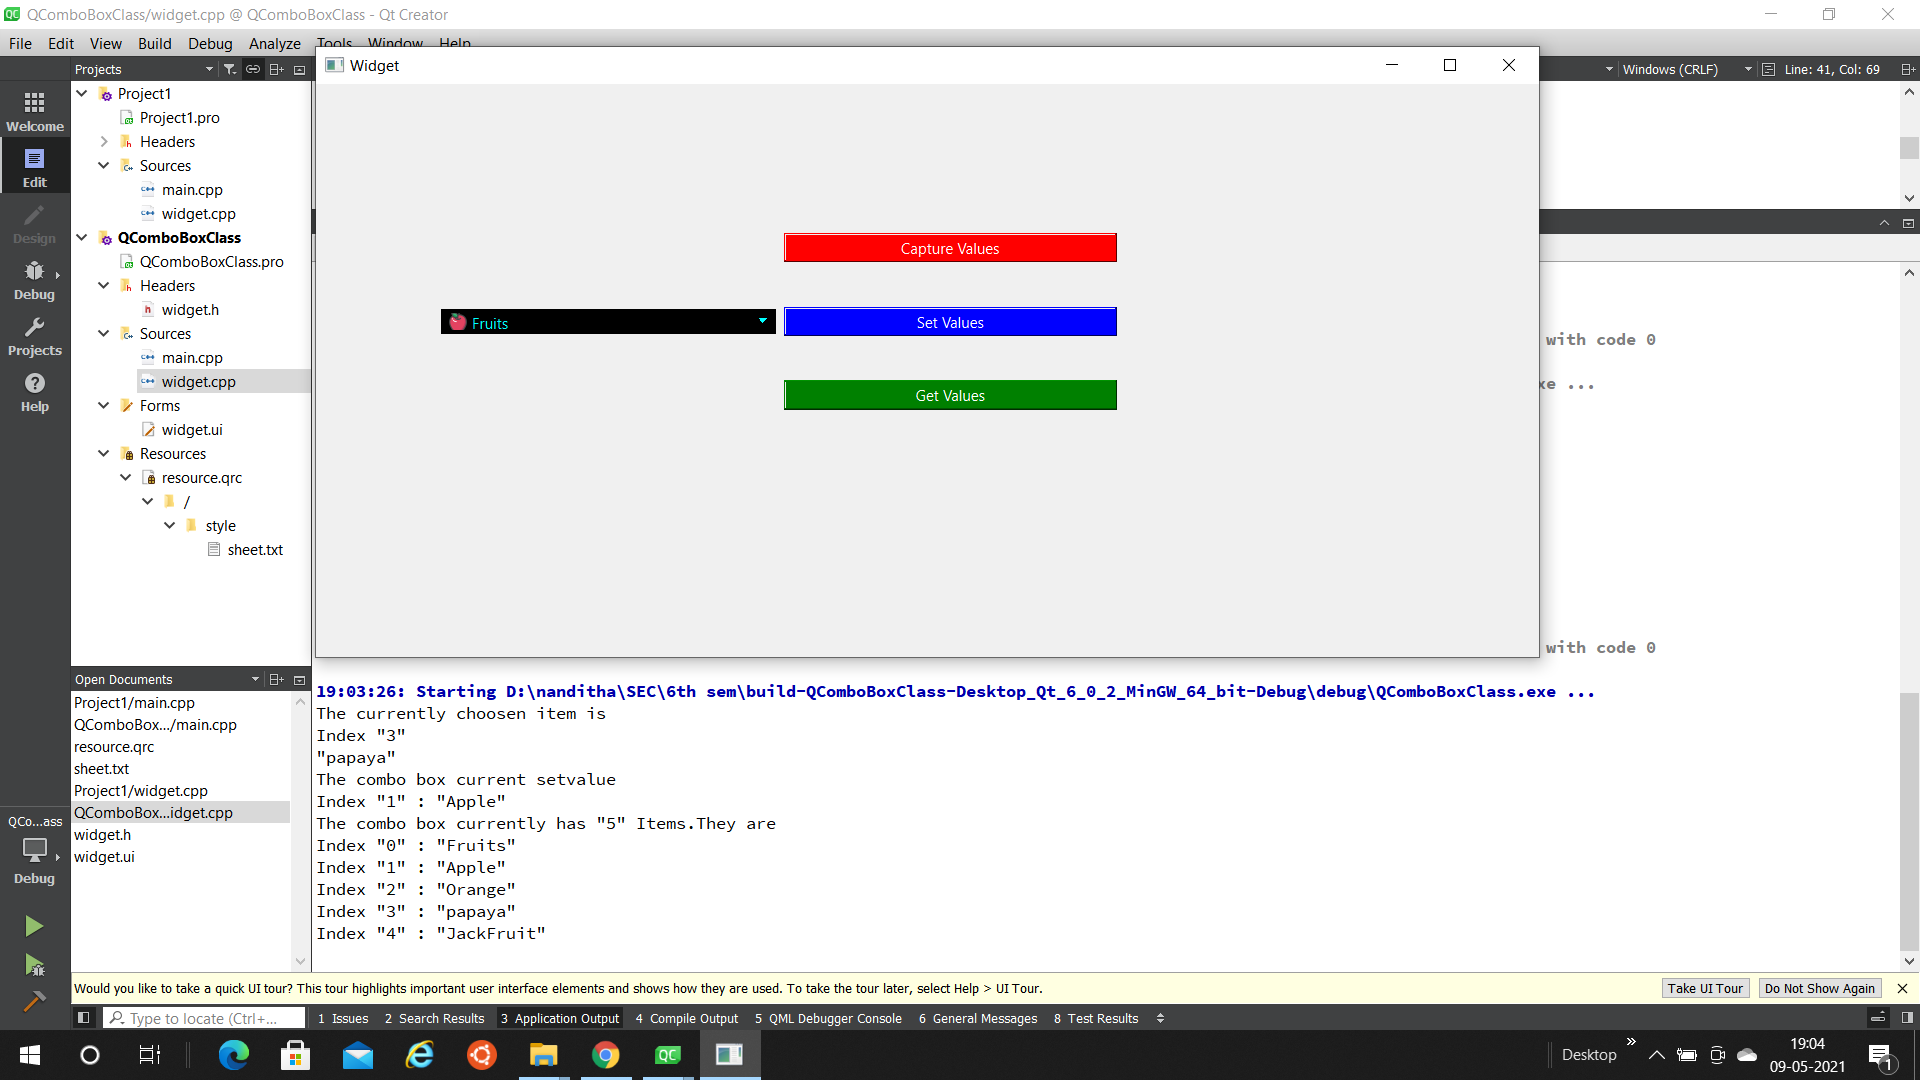 QComboBoxClass/widget.cpp @ QComboBoxClass - Qt Creator
File Edit View Build Debug Analyze Tools Window Help
Projects
Windows (CRLF) Line: 41, Col: 69
Widget
Welcome
Edit
Design
Debug
Projects
Help
Project1
Project1.pro
Headers
Sources
main.cpp
widget.cpp
QComboBoxClass
QComboBoxClass.pro
Headers
widget.h
Sources
main.cpp
widget.cpp
Forms
widget.ui
Resources
resource.qrc
/
style
sheet.txt
Capture Values
Fruits
Set Values
Get Values
with code 0
xe ...
with code 0
Open Documents
Project1/main.cpp
QComboBox.../main.cpp
resource.qrc
sheet.txt
Project1/widget.cpp
QComboBox...idget.cpp
widget.h
widget.ui
QCo...ass
Debug
19:03:26: Starting D:\nanditha\SEC\6th sem\build-QComboBoxClass-Desktop_Qt_6_0_2_MinGW_64_bit-Debug\debug\QComboBoxClass.exe ...
The currently choosen item is
Index "3"
"papaya"
The combo box current setvalue
Index "1" : "Apple"
The combo box currently has "5" Items.They are
Index "0" : "Fruits"
Index "1" : "Apple"
Index "2" : "Orange"
Index "3" : "papaya"
Index "4" : "JackFruit"
Would you like to take a quick UI tour? This tour highlights important user interface elements and shows how they are used. To take the tour later, select Help > UI Tour.
Take UI Tour Do Not Show Again
Type to locate (Ctrl+... 1 Issues 2 Search Results 3 Application Output 4 Compile Output 5 QML Debugger Console 6 General Messages 8 Test Results
Desktop
19:04
09-05-2021
1